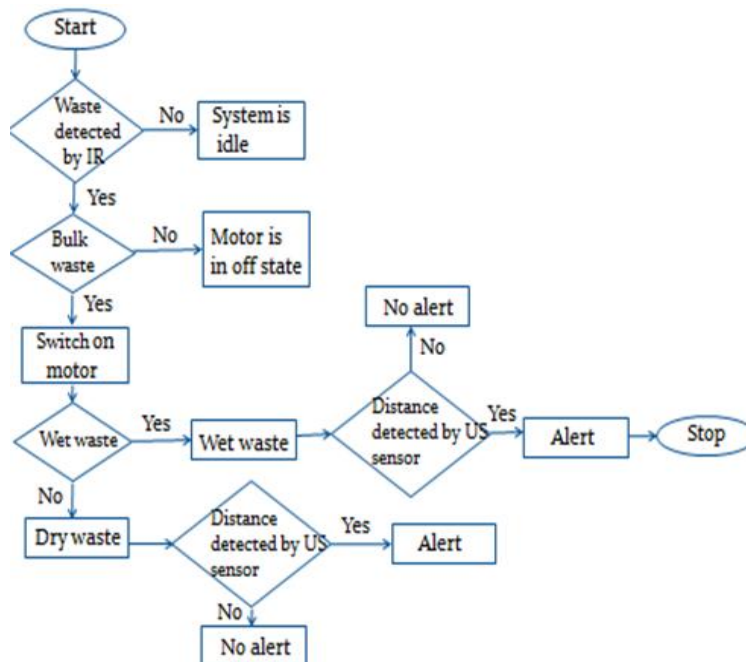 Start
Waste
detected
by IR
No
System is
idle
Yes
Bulk
waste
No
Motor is
in off state
Yes
Switch on
motor
No alert
No
Wet waste
Yes
Wet waste
Distance
detected by US
sensor
Yes
Alert
Stop
No
Dry waste
Distance
detected by US
sensor
Yes
Alert
No
No alert